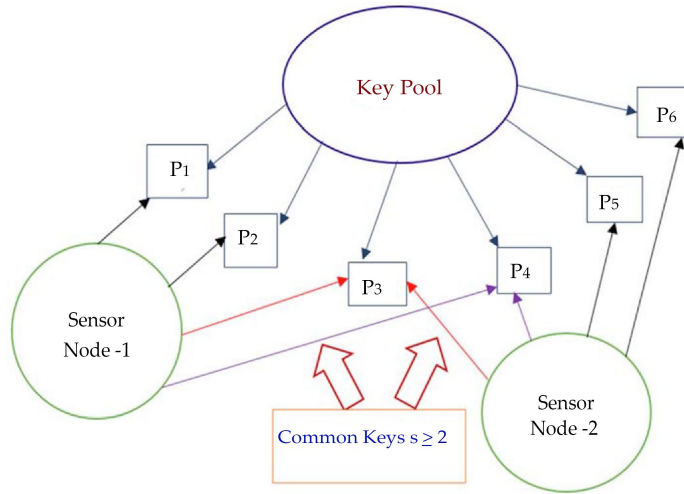 Key Pool
P6
P1
P5
P2
P4
P3
Sensor
Node -1
Sensor
Node -2
Common Keys s ≥ 2